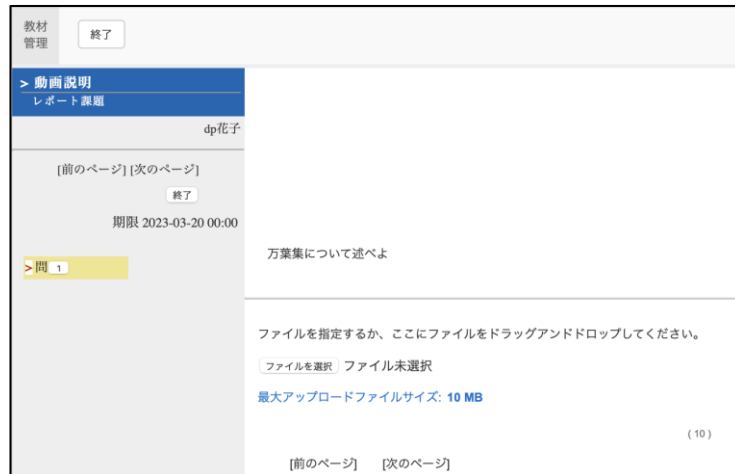 教材
管理
終了
> 動画説明
レポート課題
dp花子
[前のページ] [次のページ]
終了
期限 2023-03-20 00:00
>問 1
万葉集について述べよ
ファイルを指定するか、ここにファイルをドラッグアンドドロップしてください。
ファイルを選択 ファイル未選択
最大アップロードファイルサイズ: 10 MB
( 10 )
[前のページ] [次のページ]